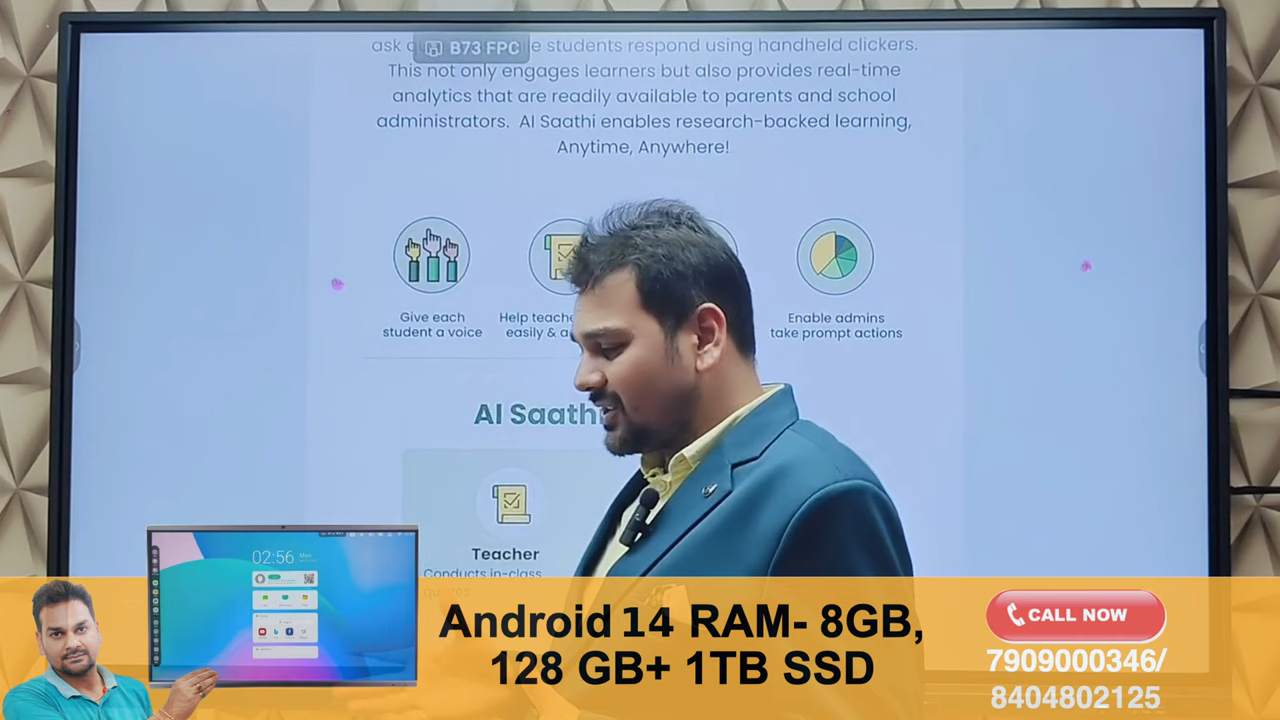 ask
B73 FPC
students respond using handheld clickers.
This not only engages learners but also provides real-time
analytics that are readily available to parents and school
administrators. AI Saathi enables research-backed learning,
Anytime, Anywhere!
Give each
student a voice
Help
easily &
Enable admins
take prompt actions
AI Saathi
Teacher
Conducts in-class
02:56
Android 14 RAM- 8GB,
128 GB+ 1TB SSD
CALL NOW
7909000346/
8404802125